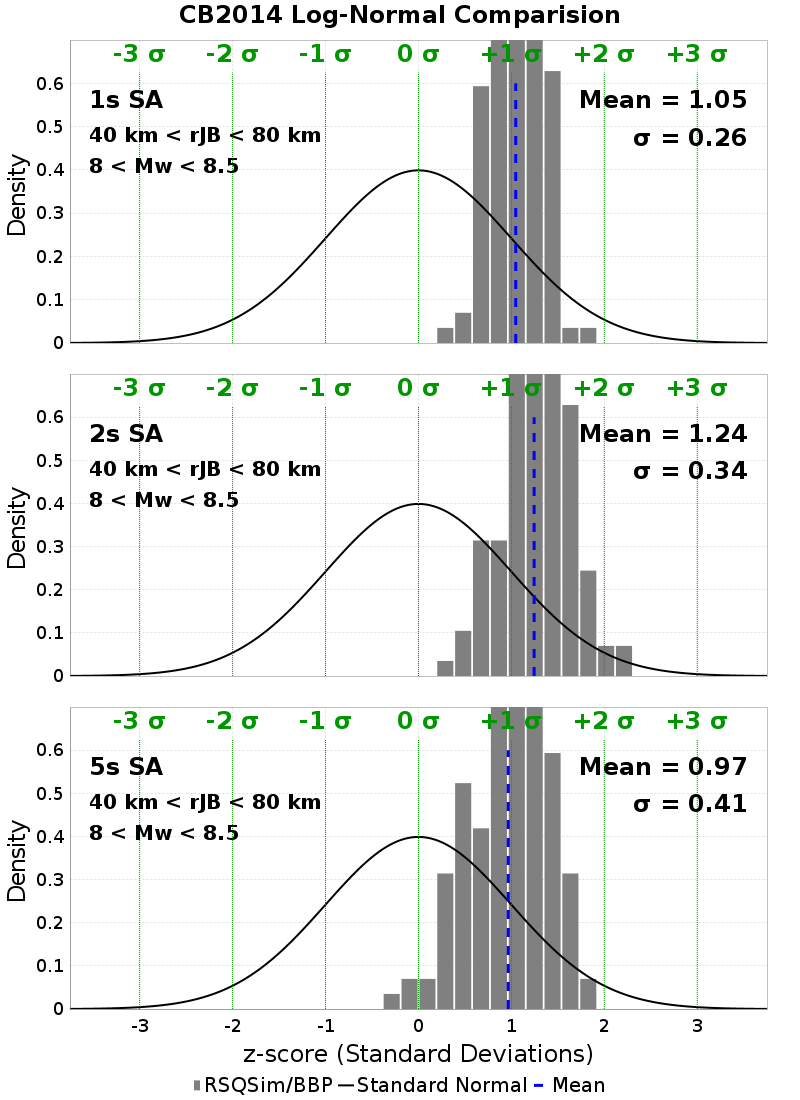 CB2014 Log-Normal Comparision
-3 σ -2 σ -1 σ 0 σ +1 σ +2 σ +3 σ
0.6
1s SA Mean = 1.05
0.5
40 km < rJB < 80 km σ = 0.26
8 < Mw < 8.5
0.4
0.3
0.2
0.1
0
Density
-3 σ -2 σ -1 σ 0 σ +1 σ +2 σ +3 σ
0.6
2s SA Mean = 1.24
0.5
40 km < rJB < 80 km σ = 0.34
8 < Mw < 8.5
0.4
0.3
0.2
0.1
0
Density
-3 σ -2 σ -1 σ 0 σ +1 σ +2 σ +3 σ
0.6
5s SA Mean = 0.97
0.5
40 km < rJB < 80 km σ = 0.41
8 < Mw < 8.5
0.4
0.3
0.2
0.1
0
Density
-3 -2 -1 0 1 2 3
z-score (Standard Deviations)
RSQSim/BBP Standard Normal Mean